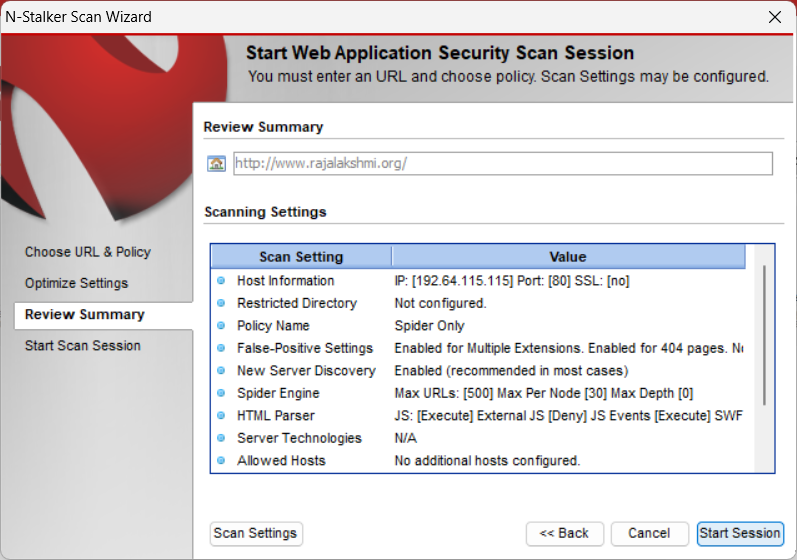 N-Stalker Scan Wizard
Start Web Application Security Scan Session
You must enter an URL and choose policy. Scan Settings may be configured.
Review Summary
http://www.rajalakshmi.org/
Scanning Settings
Choose URL & Policy
Optimize Settings
Review Summary
Start Scan Session
Scan Setting Value
Host Information IP: [192.64.115.115] Port: [80] SSL: [no]
Restricted Directory Not configured.
Policy Name Spider Only
False-Positive Settings Enabled for Multiple Extensions. Enabled for 404 pages.
New Server Discovery Enabled (recommended in most cases)
Spider Engine Max URLs: [500] Max Per Node [30] Max Depth [0]
HTML Parser JS: [Execute] External JS [Deny] JS Events [Execute] SWF
Server Technologies N/A
Allowed Hosts No additional hosts configured.
Scan Settings << Back Cancel Start Session